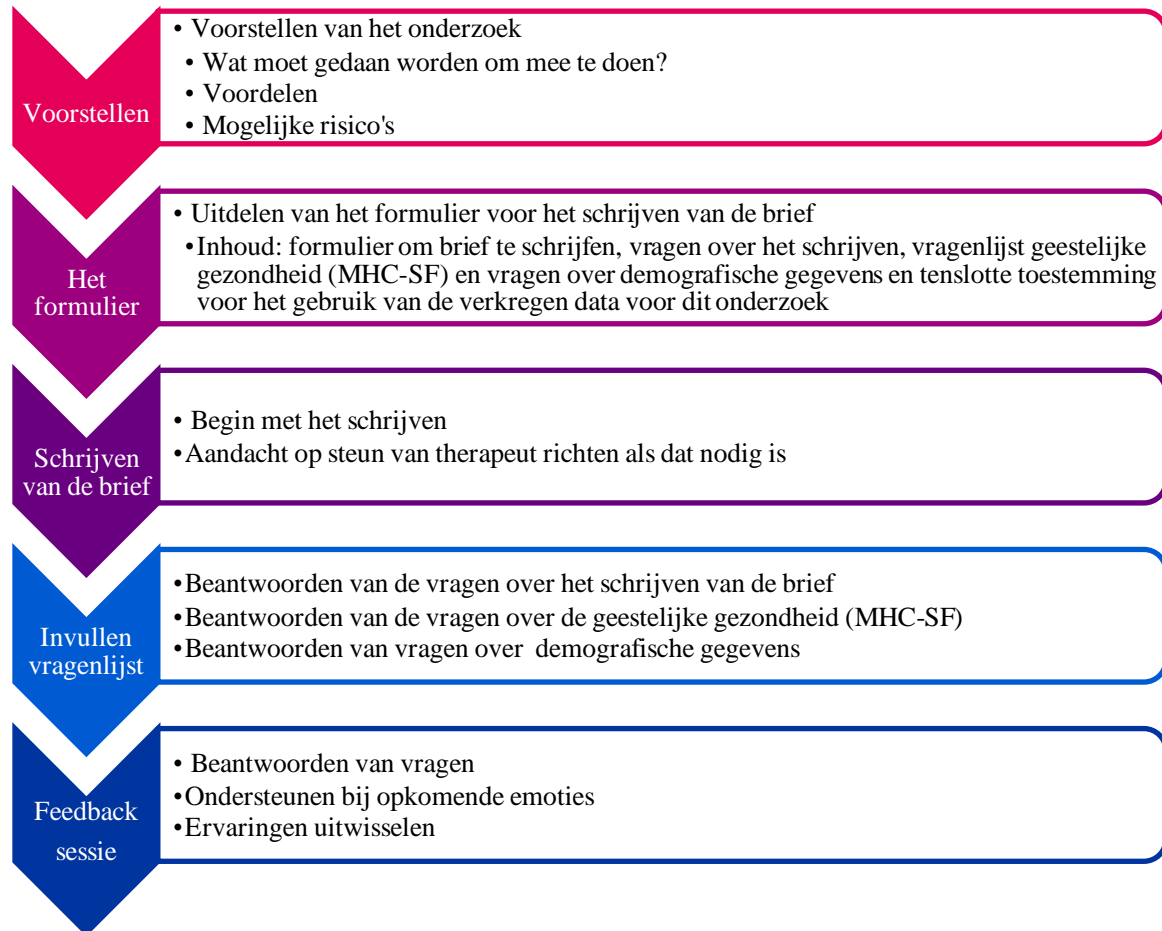 Voorstellen
• Voorstellen van het onderzoek
• Wat moet gedaan worden om mee te doen?
• Voordelen
• Mogelijke risico's
Het
formulier
• Uitdelen van het formulier voor het schrijven van de brief
•Inhoud: formulier om brief te schrijfen, vragen over het schrijven, vragenlijst geestelijke
gezondheid (MHC-SF) en vragen over demografische gegevens en tenslotte toestemming
voor het gebruik van de verkregen data voor dit onderzoek
Schrijven
van de brief
• Begin met het schrijven
•Aandacht op steun van therapeut richten als dat nodig is
Invullen
vragenlijst
•Beantwoorden van de vragen over het schrijven van de brief
•Beantwoorden van de vragen over de geestelijke gezondheid (MHC-SF)
•Beantwoorden van vragen over demografische gegevens
Feedback
sessie
• Beantwoorden van vragen
•Ondersteunen bij opkomende emoties
•Ervaringen uitwisselen